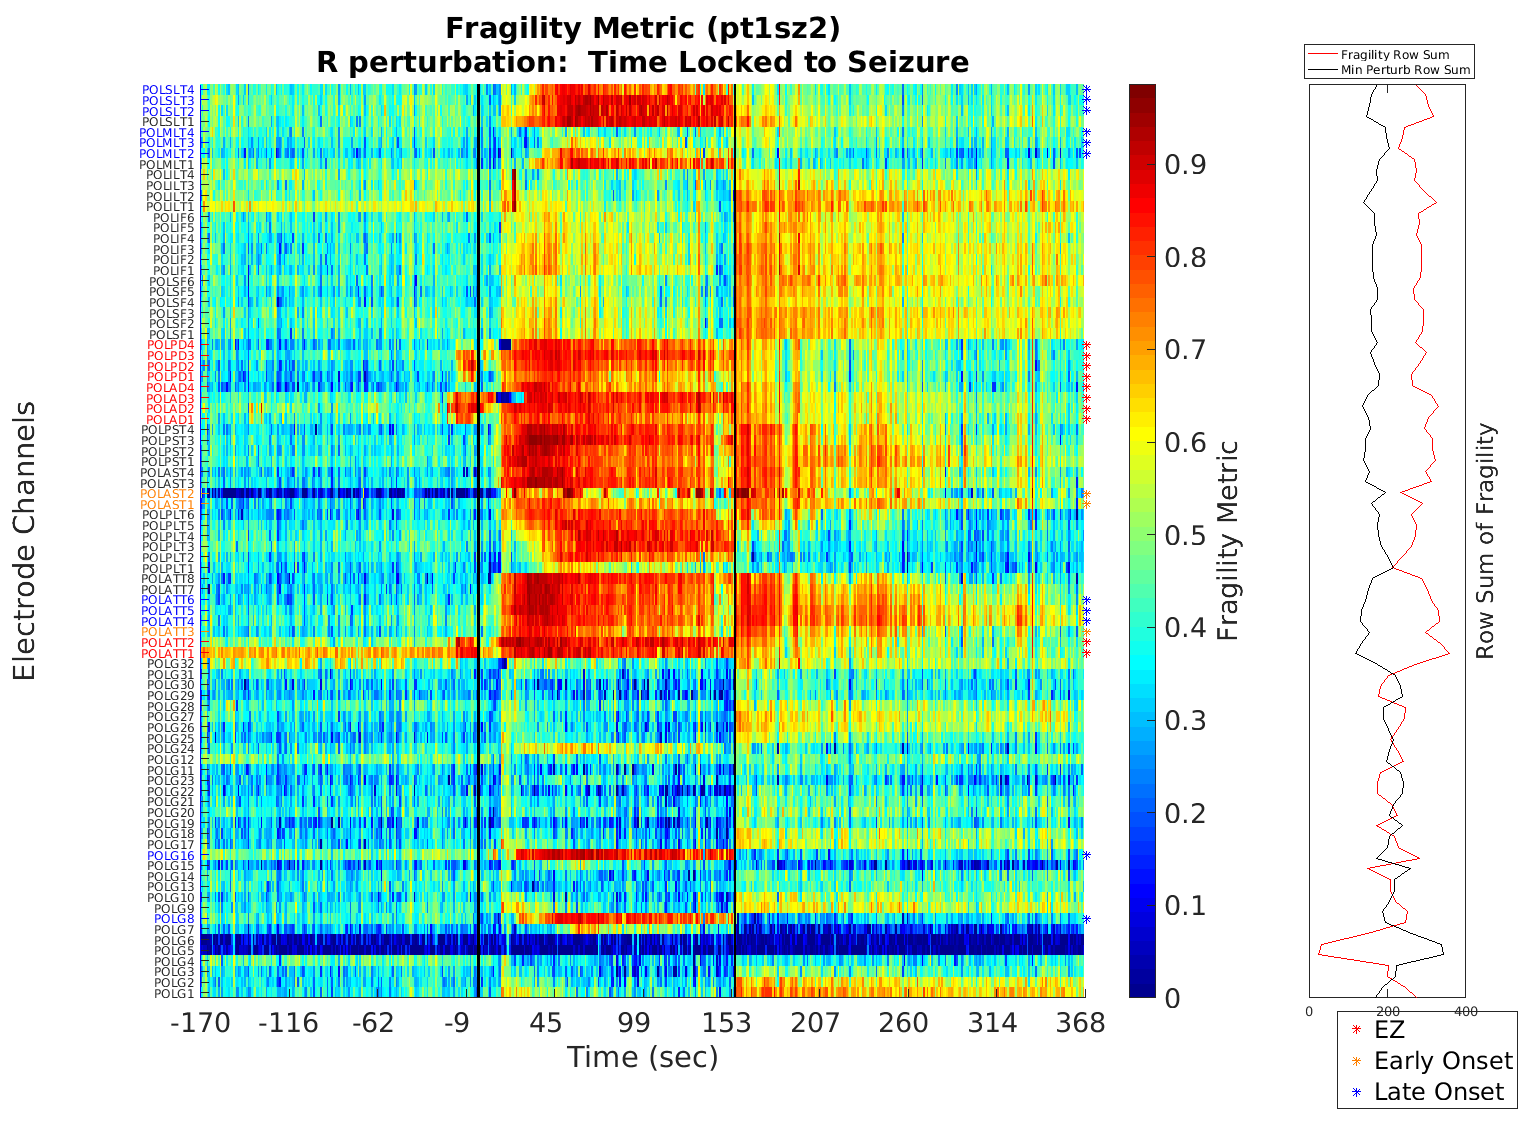 Fragility Metric (pt1sz2)
R perturbation: Time Locked to Seizure
Electrode Channels
POLSLT4
POLSLT3
POLSLT2
POLSLT1
POLMLT4
POLMLT3
POLMLT2
POLMLT1
POLILT4
POLILT3
POLILT2
POLILT1
POLIF6
POLIF5
POLIF4
POLIF3
POLIF2
POLIF1
POLSF6
POLSF5
POLSF4
POLSF3
POLSF2
POLSF1
POLPD4
POLPD3
POLPD2
POLPD1
POLAD4
POLAD3
POLAD2
POLAD1
POLPST4
POLPST3
POLPST2
POLPST1
POLAST4
POLAST3
POLAST2
POLAST1
POLPLT6
POLPLT5
POLPLT4
POLPLT3
POLPLT2
POLPLT1
POLATT8
POLATT7
POLATT6
POLATT5
POLATT4
POLATT3
POLATT2
POLATT1
POLG32
POLG31
POLG30
POLG29
POLG28
POLG27
POLG26
POLG25
POLG24
POLG12
POLG11
POLG23
POLG22
POLG21
POLG20
POLG19
POLG18
POLG17
POLG16
POLG15
POLG14
POLG13
POLG10
POLG9
POLG8
POLG7
POLG6
POLG5
POLG4
POLG3
POLG2
POLG1
-170 -116 -62 -9 45 99 153 207 260 314 368
Time (sec)
0.9
0.8
0.7
0.6
0.5
0.4
0.3
0.2
0.1
0
Fragility Metric
Fragility Row Sum
Min Perturb Row Sum
0 200 400
Row Sum of Fragility
EZ
Early Onset
Late Onset